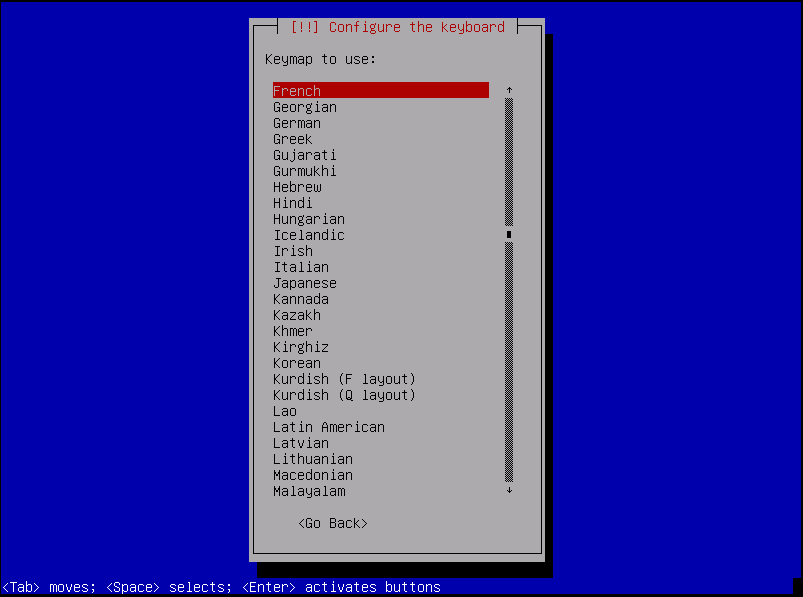 [!!] Configure the keyboard
Keymap to use:
French
Georgian
German
Greek
Gujarati
Gurmukhi
Hebrew
Hindi
Hungarian
Icelandic
Irish
Italian
Japanese
Kannada
Kazakh
Khmer
Kirghiz
Korean
Kurdish (F layout)
Kurdish (Q layout)
Lao
Latin American
Latvian
Lithuanian
Macedonian
Malayalam
<Go Back>
<Tab> moves; <Space> selects; <Enter> activates buttons